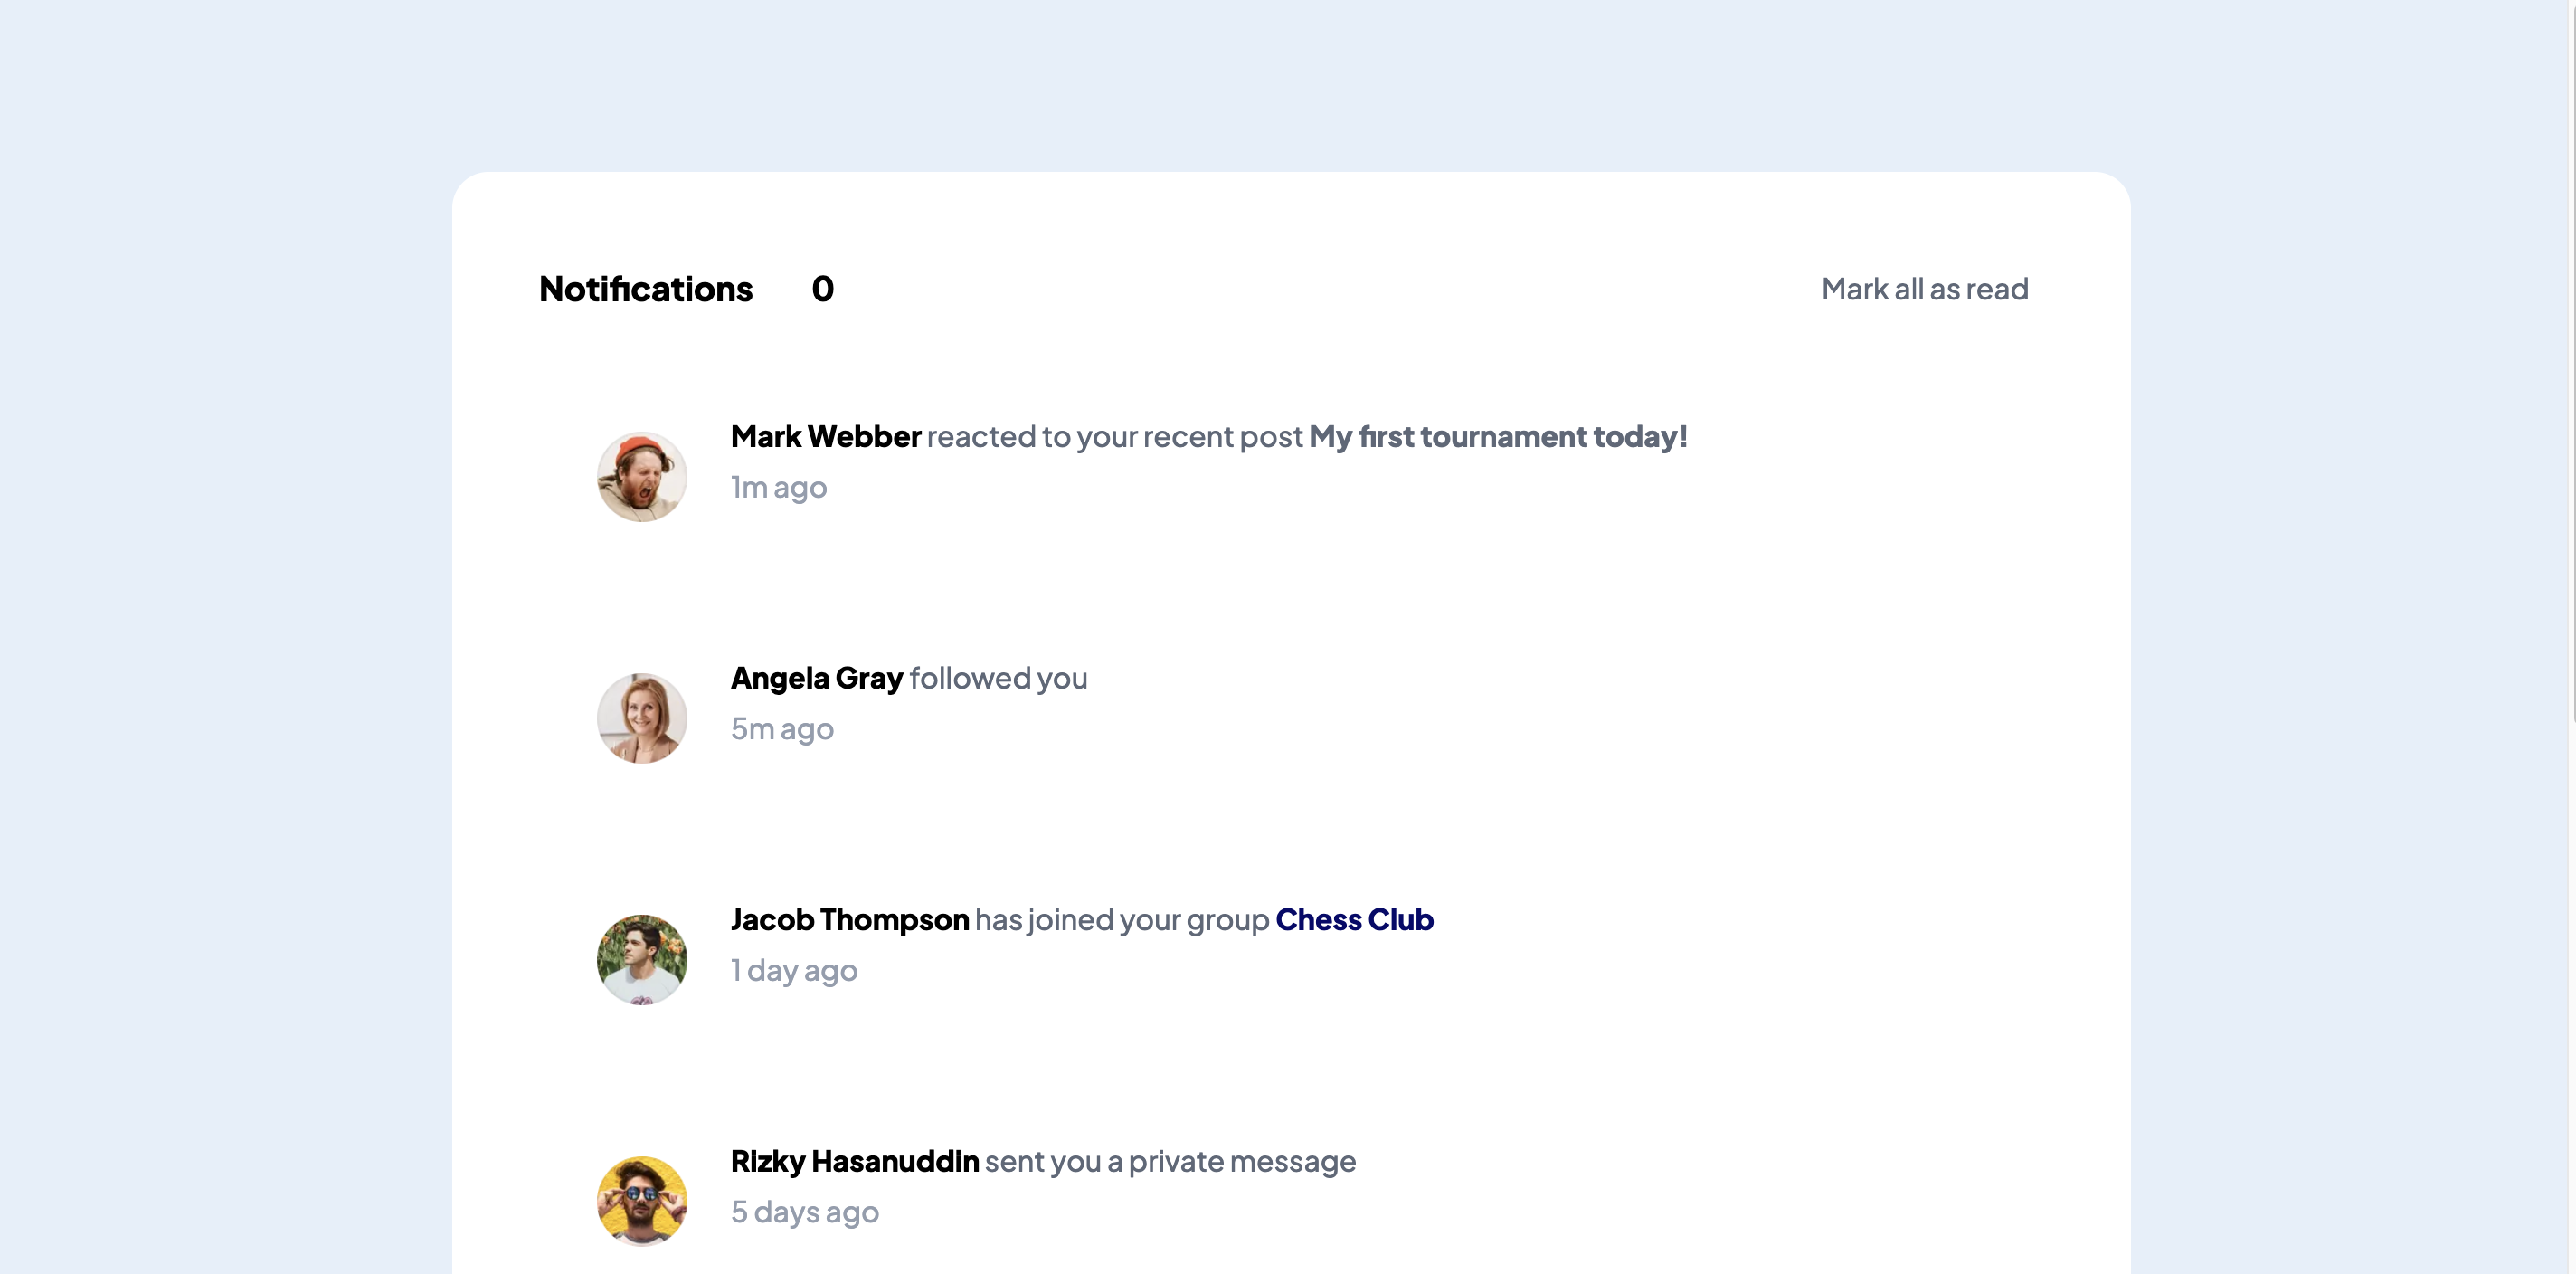 Notifications 0 Mark all as read
Mark Webber reacted to your recent post My first tournament today!
1m ago
Angela Gray followed you
5m ago
Jacob Thompson has joined your group Chess Club
1 day ago
Rizky Hasanuddin sent you a private message
5 days ago